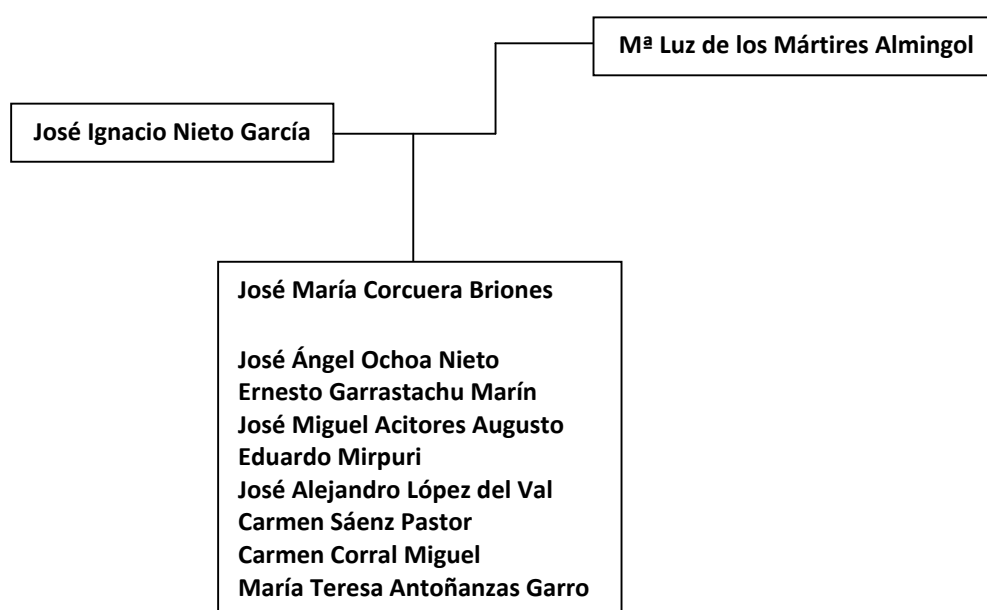 Mª Luz de los Mártires Almingol
José Ignacio Nieto García
José María Corcuera Briones
José Ángel Ochoa Nieto
Ernesto Garrastachu Marín
José Miguel Acitores Augusto
Eduardo Mirpuri
José Alejandro López del Val
Carmen Sáenz Pastor
Carmen Corral Miguel
María Teresa Antoñanzas Garro